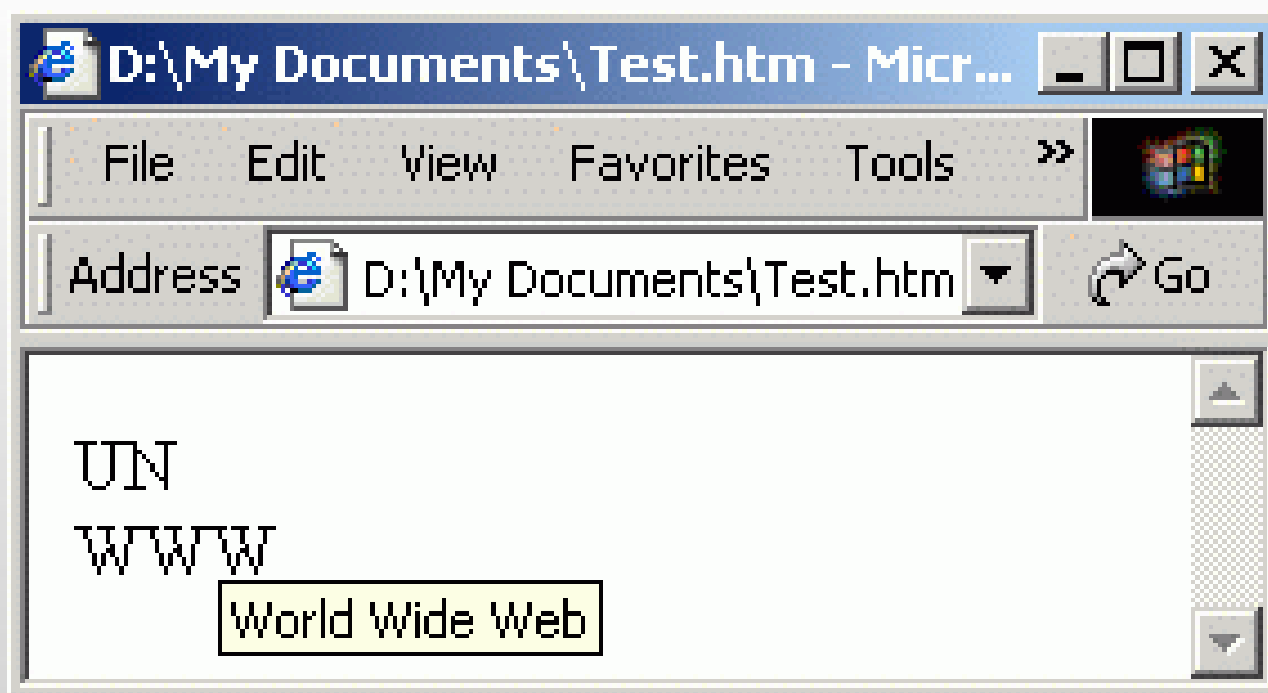 D:\My Documents\Test.htm - Micr...
File Edit View Favorites Tools »
Address D:\My Documents\Test.htm Go
UN
WWW
World Wide Web